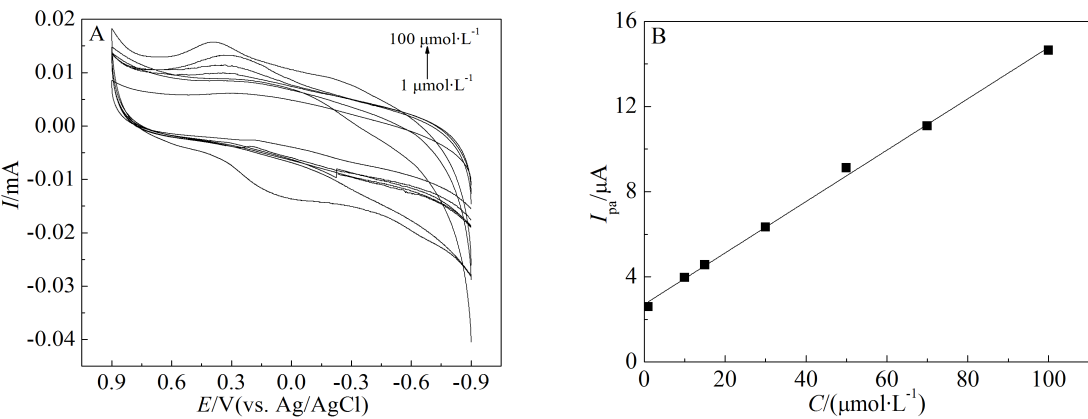 A
100 μmol·L⁻¹
1 μmol·L⁻¹
0.02
0.01
0.00
-0.01
-0.02
-0.03
-0.04
I/mA
0.9 0.6 0.3 0.0 -0.3 -0.6 -0.9
E/V(vs. Ag/AgCl)
B
16
12
8
4
0
Ipa/μA
0 20 40 60 80 100
C/(μmol·L⁻¹)